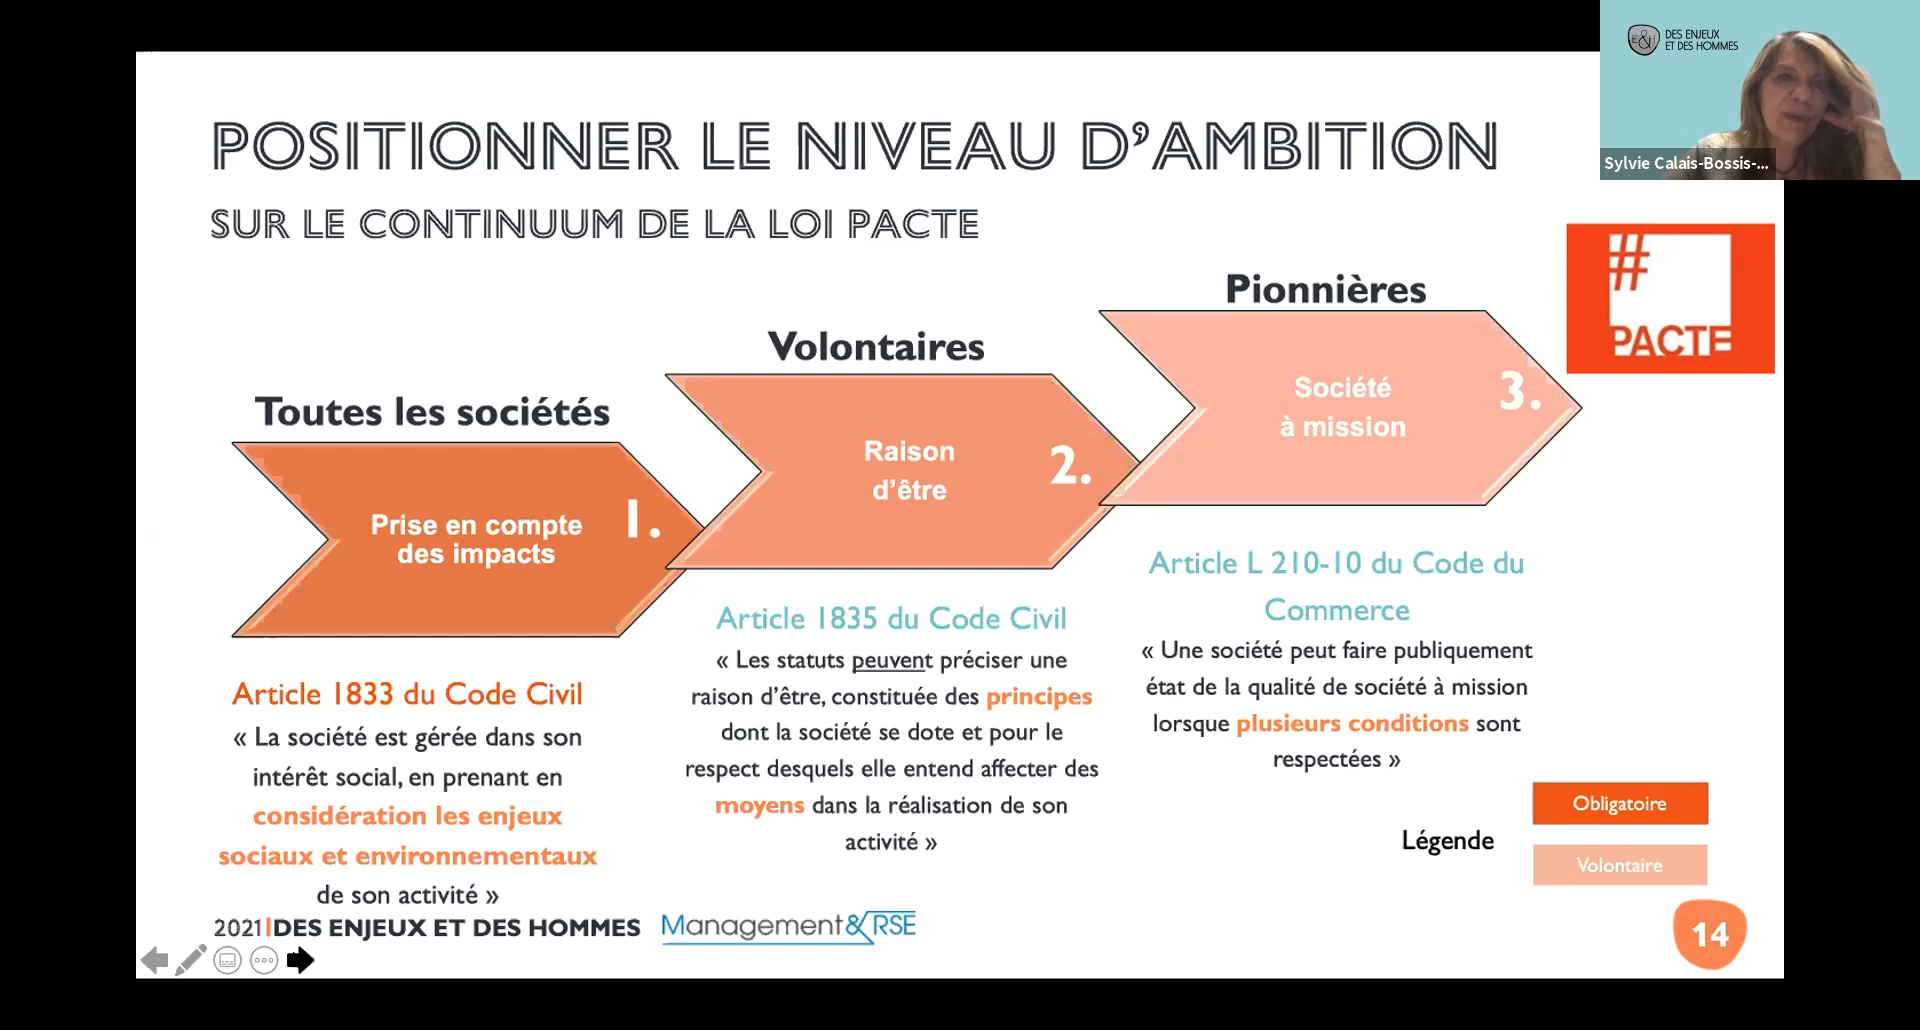 POSITIONNER LE NIVEAU D’AMBITION
SUR LE CONTINUUM DE LA LOI PACTE
DES ENJEUX
ET DES HOMMES
Sylvie Calais-Bossis-...
#
PACTE
Toutes les sociétés
Prise en compte
des impacts
1.
Article 1833 du Code Civil
« La société est gérée dans son
intérêt social, en prenant en
considération les enjeux
sociaux et environnementaux
de son activité »
Volontaires
Raison
d’être
2.
Article 1835 du Code Civil
« Les statuts peuvent préciser une
raison d’être, constituée des principes
dont la société se dote et pour le
respect desquels elle entend affecter des
moyens dans la réalisation de son
activité »
Pionnières
Société
à mission
3.
Article L 210-10 du Code du
Commerce
« Une société peut faire publiquement
état de la qualité de société à mission
lorsque plusieurs conditions sont
respectées »
Légende
Obligatoire
Volontaire
2021|DES ENJEUX ET DES HOMMES
Management&RSE
14